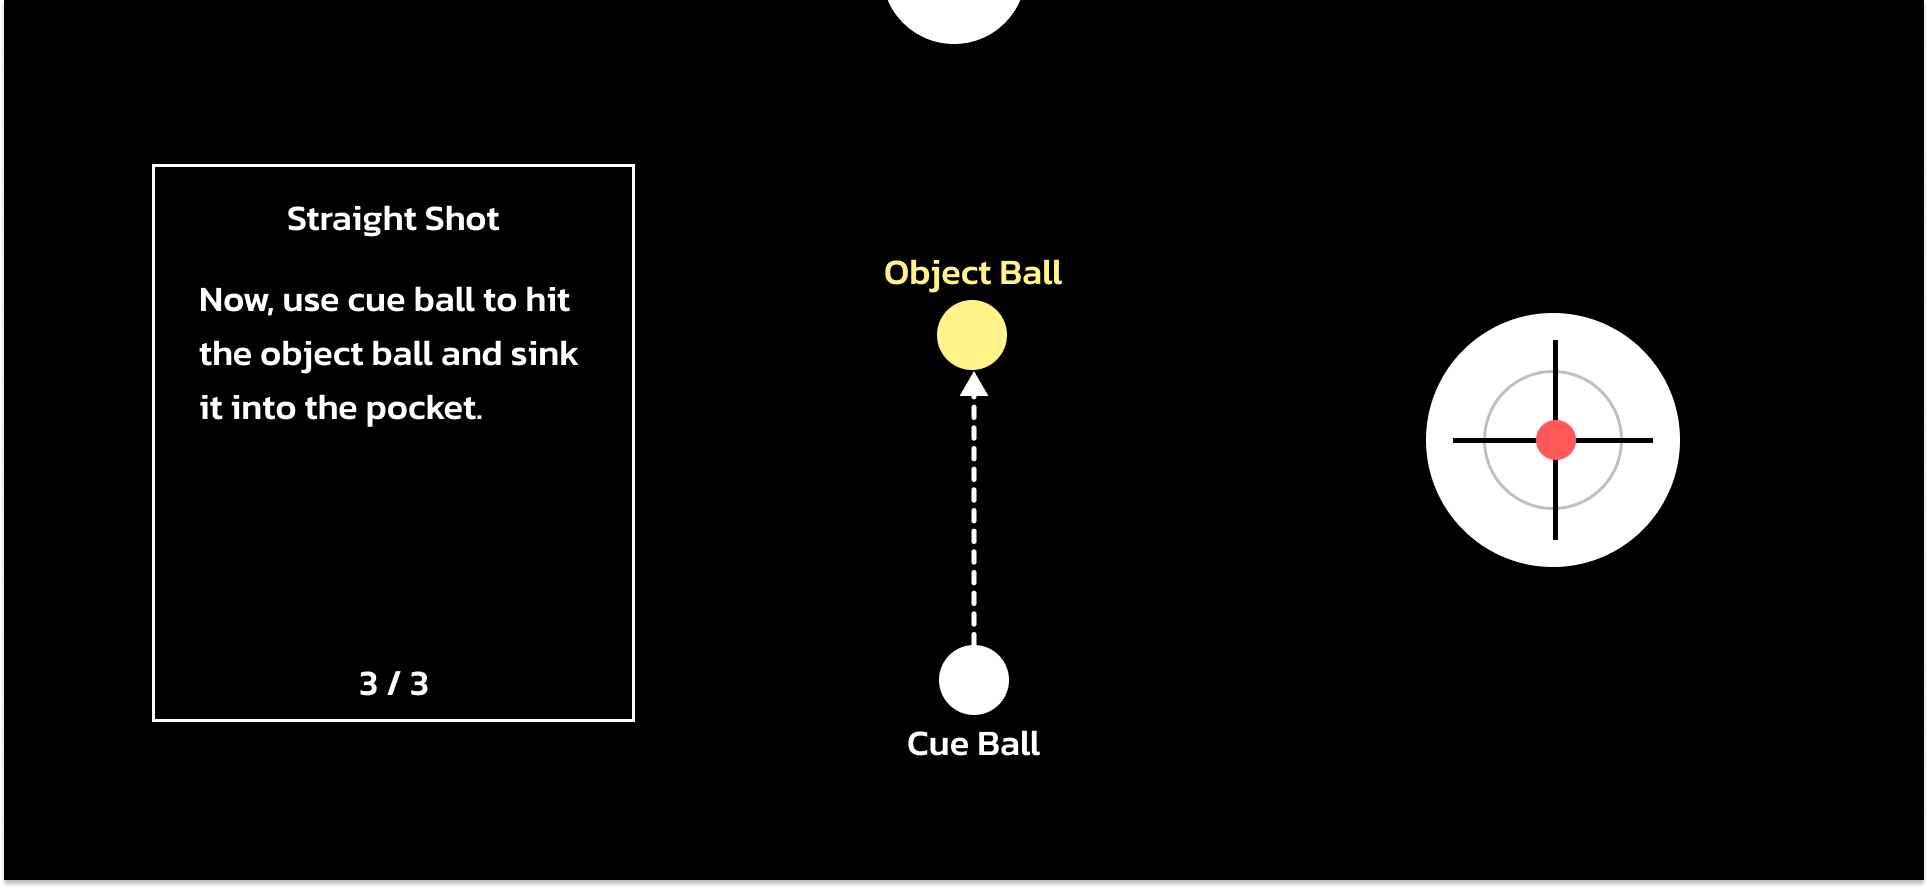 Straight Shot
Now, use cue ball to hit
the object ball and sink
it into the pocket.
3 / 3
Object Ball
Cue Ball